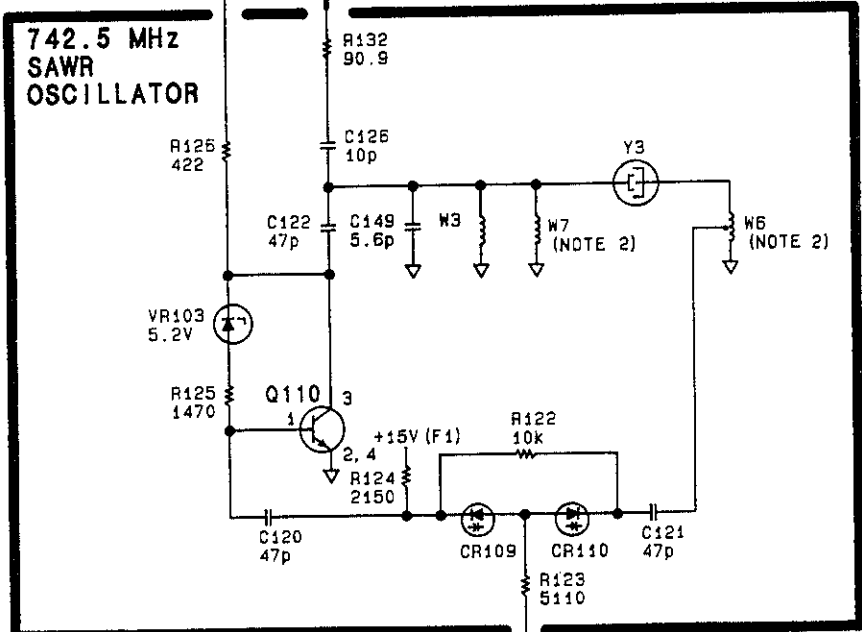 742.5 MHz
SAWR
OSCILLATOR
R132
90.9
R126
422
C126
10p
Y3
C122
47p
C149
5.6p
W3
W7
(NOTE 2)
W6
(NOTE 2)
VR103
5.2V
R125
1470
Q110
3
1
2,4
+15V(F1)
R124
2150
R122
10k
C120
47p
CR109
CR110
C121
47p
R123
5110